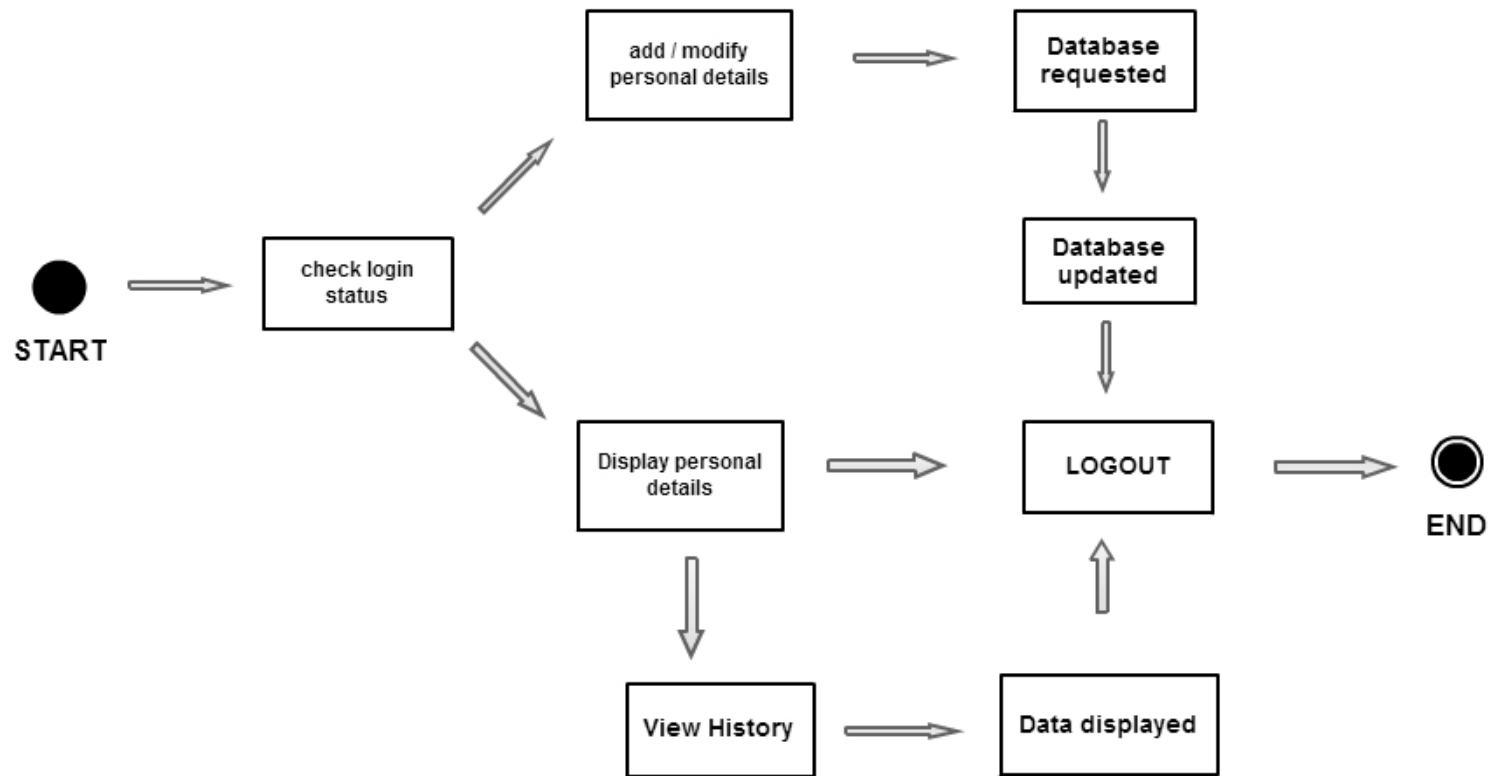 add / modify
personal details
Database
requested
Database
updated
check login
status
START
Display personal
details
LOGOUT
END
View History
Data displayed